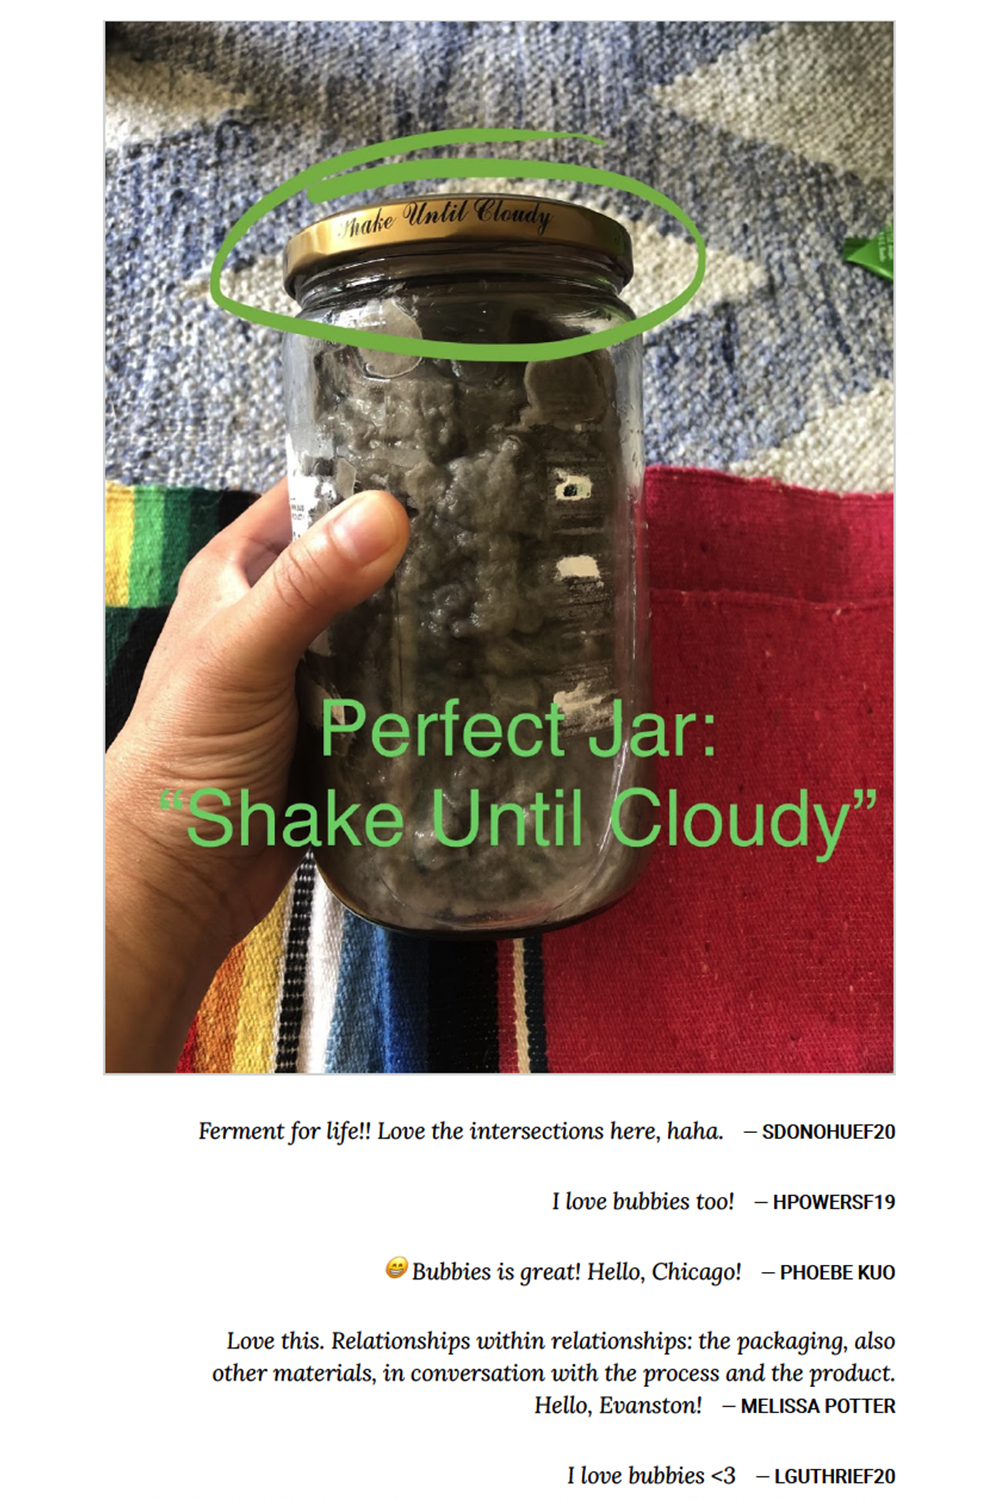 Shake Until Cloudy
Perfect Jar:
“Shake Until Cloudy”
Ferment for life!! Love the intersections here, haha. — SDONOHUEF20
I love bubbies too! — HPOWERSF19
😁Bubbies is great! Hello, Chicago! — PHOEBE KUO
Love this. Relationships within relationships: the packaging, also
other materials, in conversation with the process and the product.
Hello, Evanston! — MELISSA POTTER
I love bubbies <3 — LGUTHRIEF20